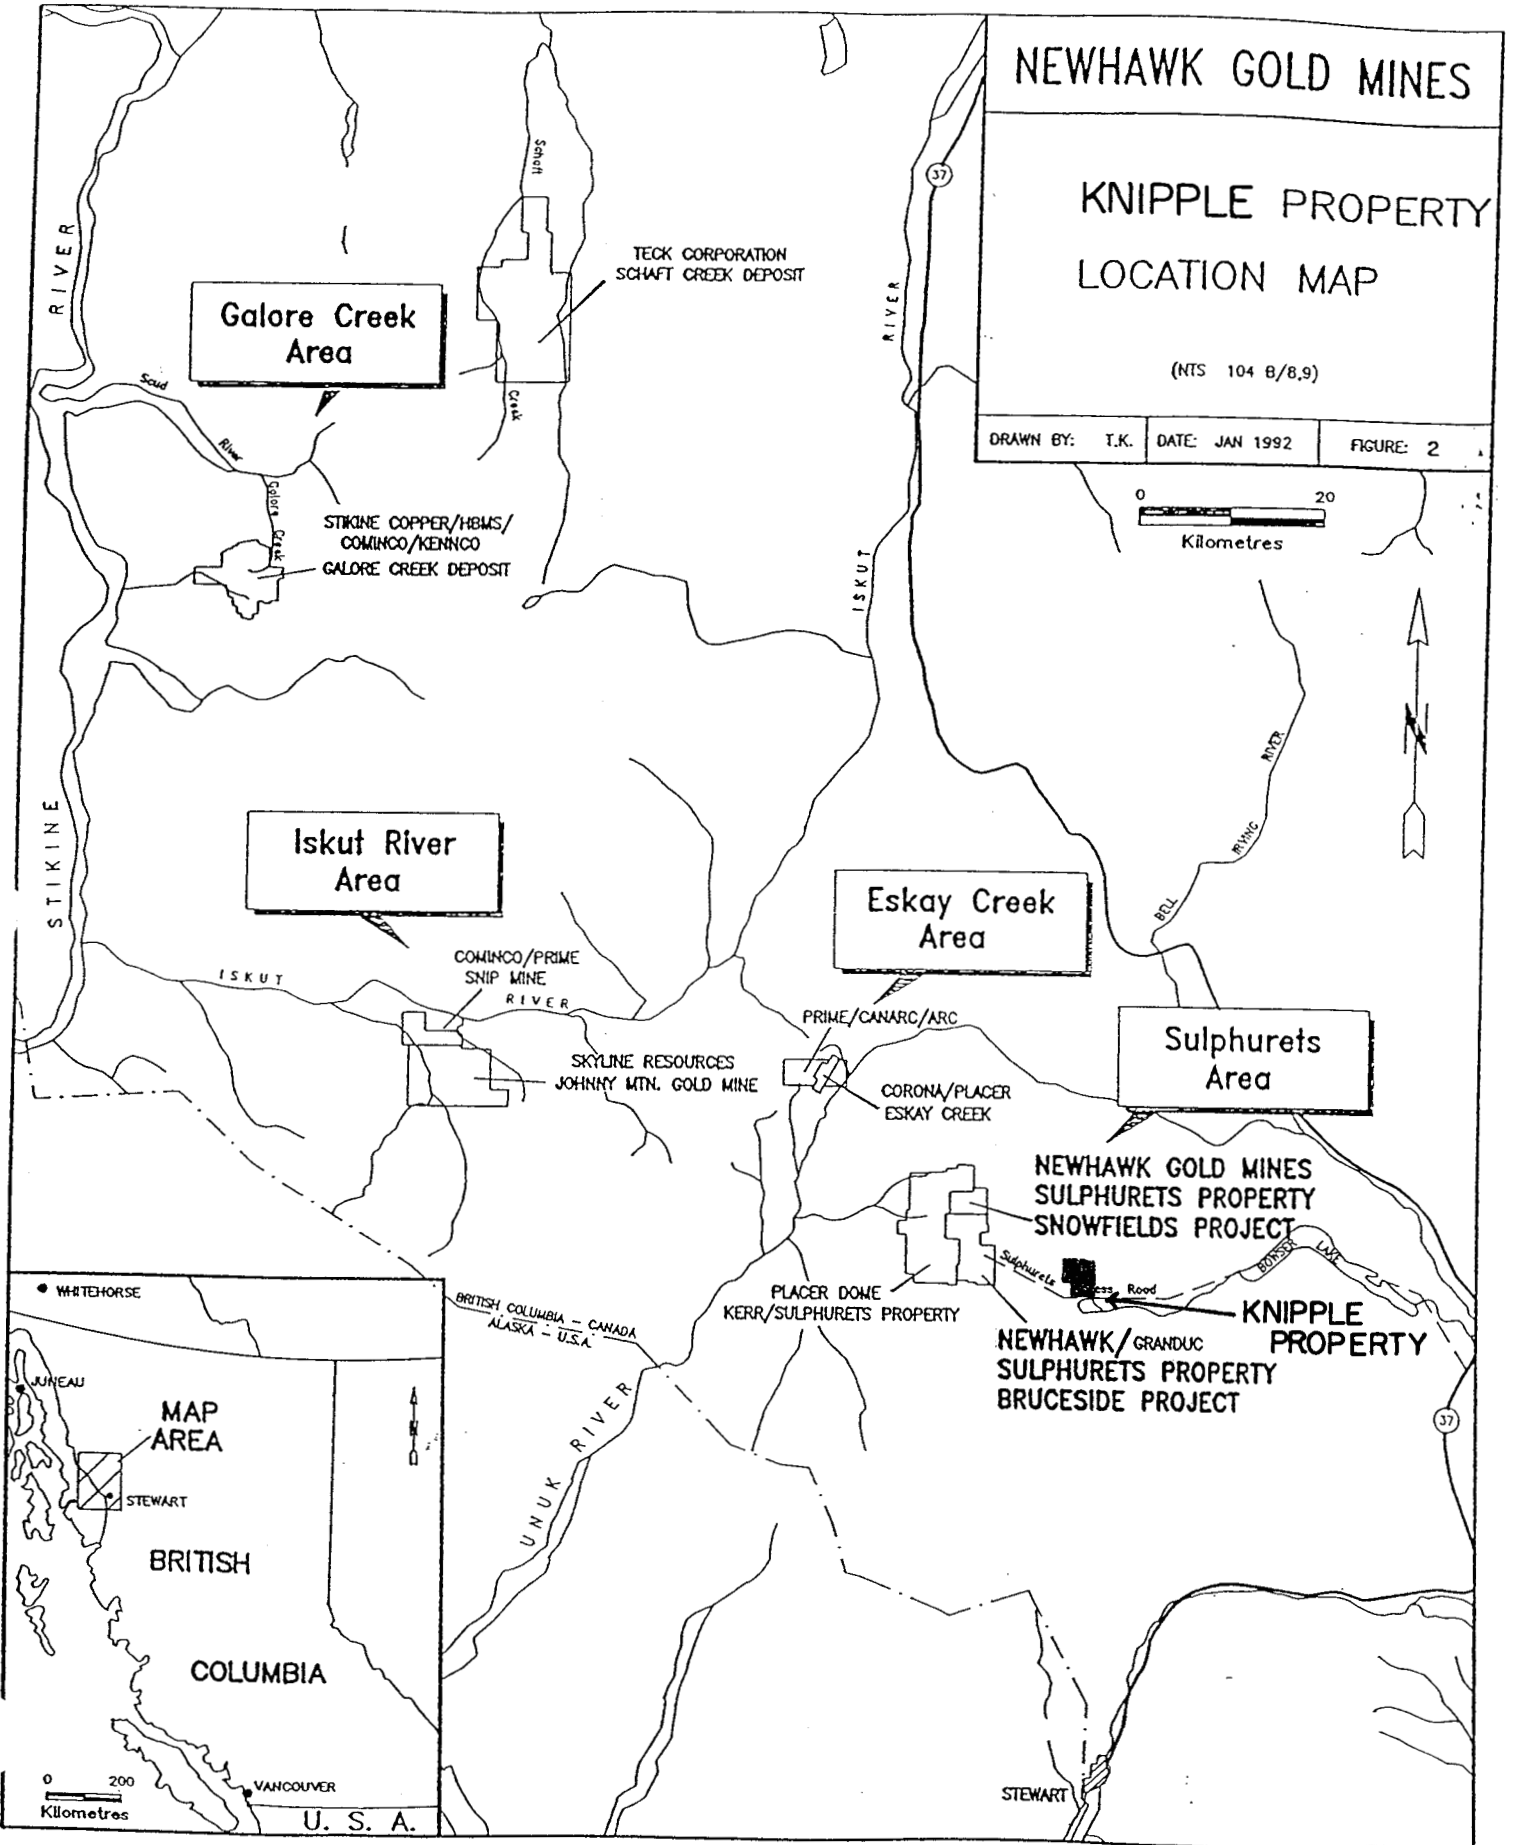 NEWHAWK GOLD MINES
KNIPPLE PROPERTY
LOCATION MAP
(NTS 104 B/8,9)
DRAWN BY: T.K.
DATE: JAN 1992
FIGURE: 2
0 20
Kilometres
N
37
RIVER
Schaft
Creek
TECK CORPORATION
SCHAFT CREEK DEPOSIT
Galore Creek
Area
RIVER
Scud
River
Galore
Creek
STIKINE COPPER/HBMS/
COMINCO/KENNCO
GALORE CREEK DEPOSIT
ISKUT
RIVER
IRVING
BELL
STIKINE
Iskut River
Area
Eskay Creek
Area
COMINCO/PRIME
SNIP MINE
ISKUT
RIVER
PRIME/CANARC/ARC
Sulphurets
Area
SKYLINE RESOURCES
JOHNNY MTN. GOLD MINE
CORONA/PLACER
ESKAY CREEK
NEWHAWK GOLD MINES
SULPHURETS PROPERTY
SNOWFIELDS PROJECT
BOWSER LAKE
Sulphurets
Road
PLACER DOME
KERR/SULPHURETS PROPERTY
KNIPPLE
PROPERTY
NEWHAWK/GRANDUC
SULPHURETS PROPERTY
BRUCESIDE PROJECT
BRITISH COLUMBIA - CANADA
ALASKA - U.S.A.
UNUK RIVER
37
STEWART
WHITEHORSE
JUNEAU
MAP
AREA
N
STEWART
BRITISH
COLUMBIA
0 200
Kilometres
VANCOUVER
U. S. A.